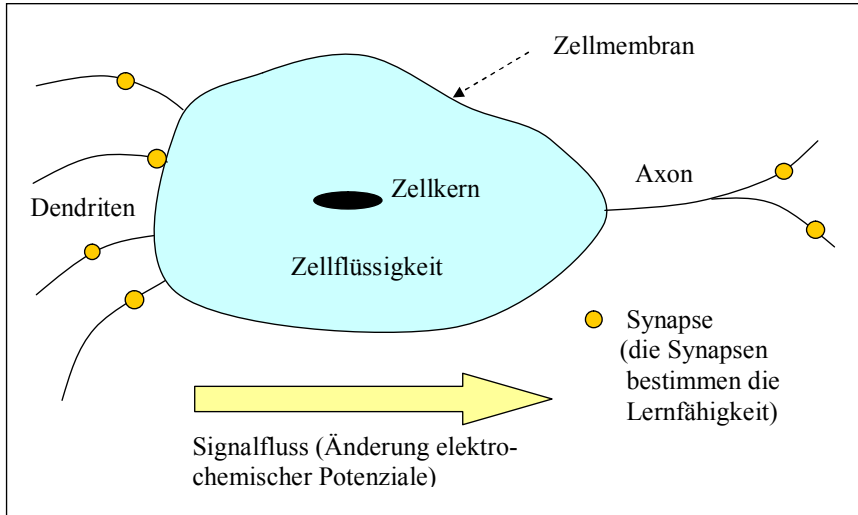 Zellmembran
Axon
Zellkern
Dendriten
Zellflüssigkeit
Synapse
(die Synapsen
bestimmen die
Lernfähigkeit)
Signalfluss (Änderung elektro-
chemischer Potenziale)